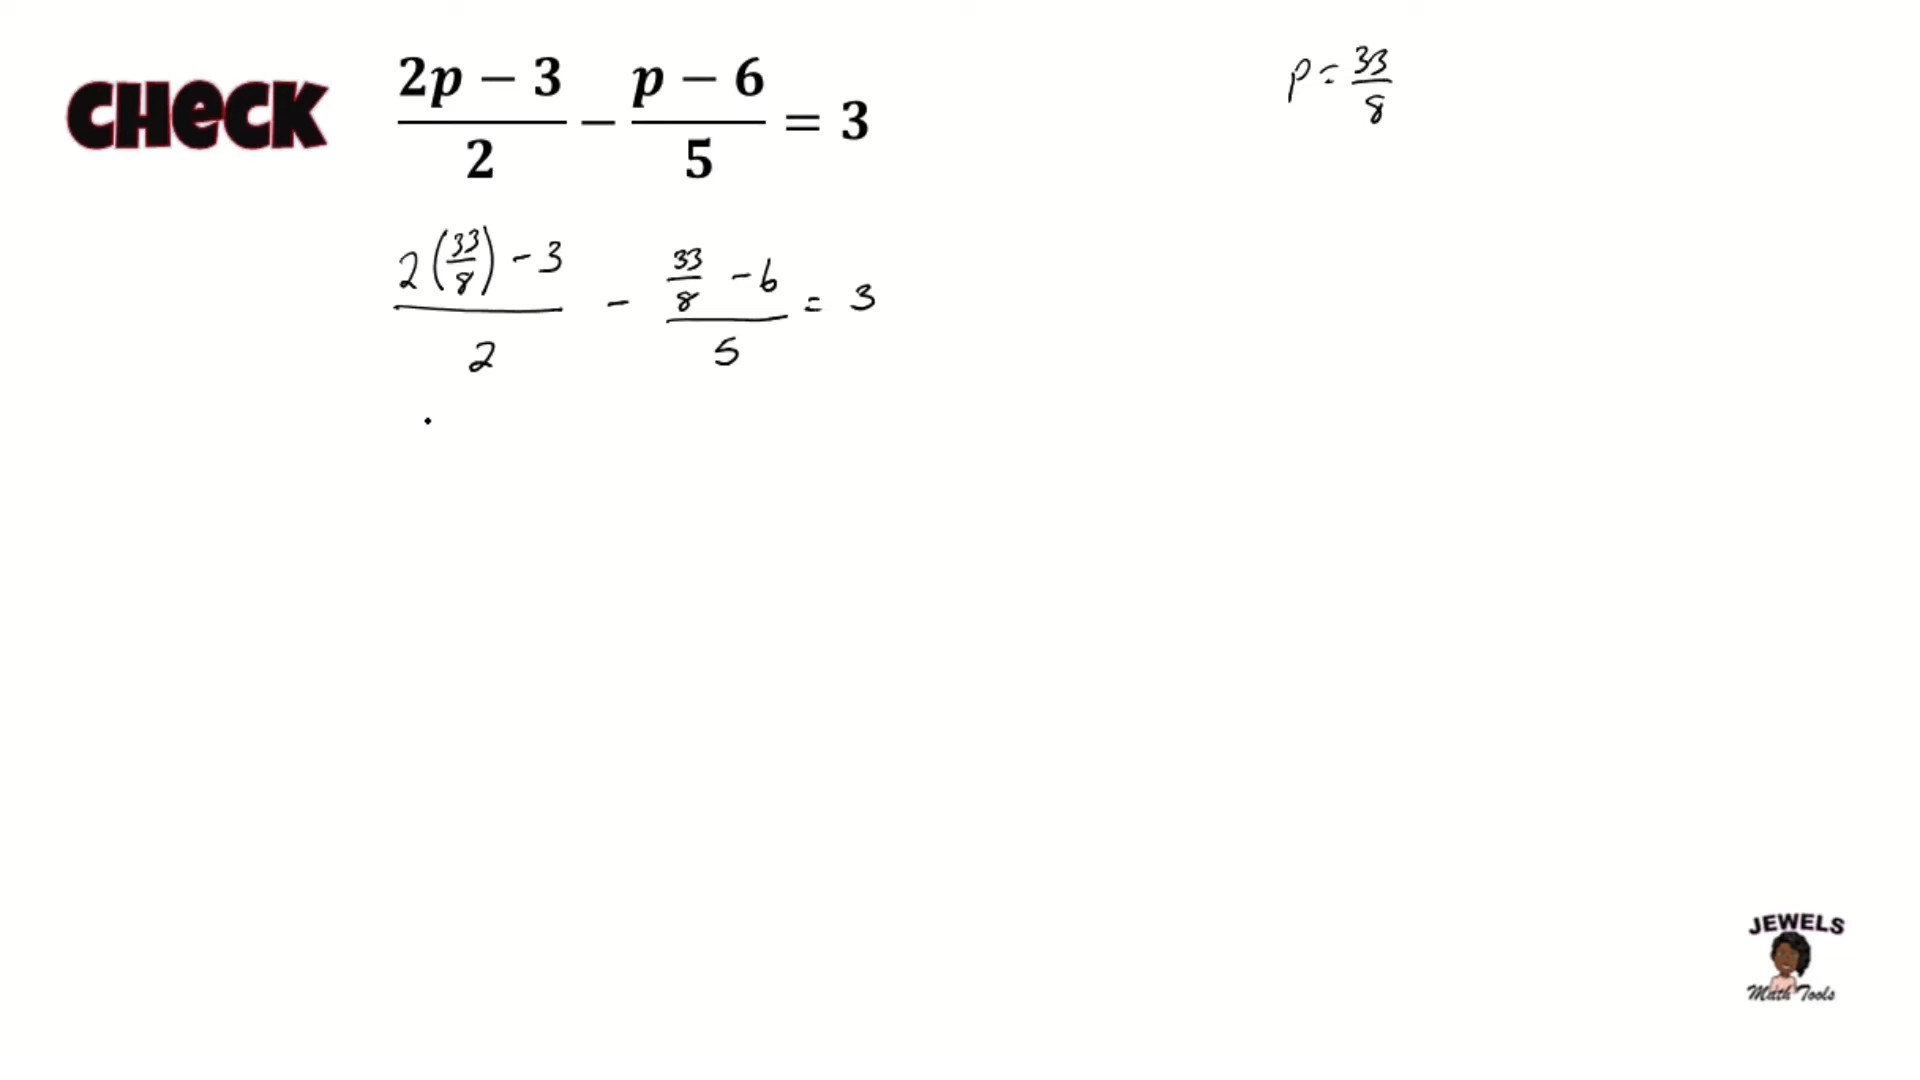 CHECK (2p − 3)/2 − (p − 6)/5 = 3
p = 33/8
(2(33/8) − 3)/2 − (33/8 − 6)/5 = 3
JEWELS
Math Tools